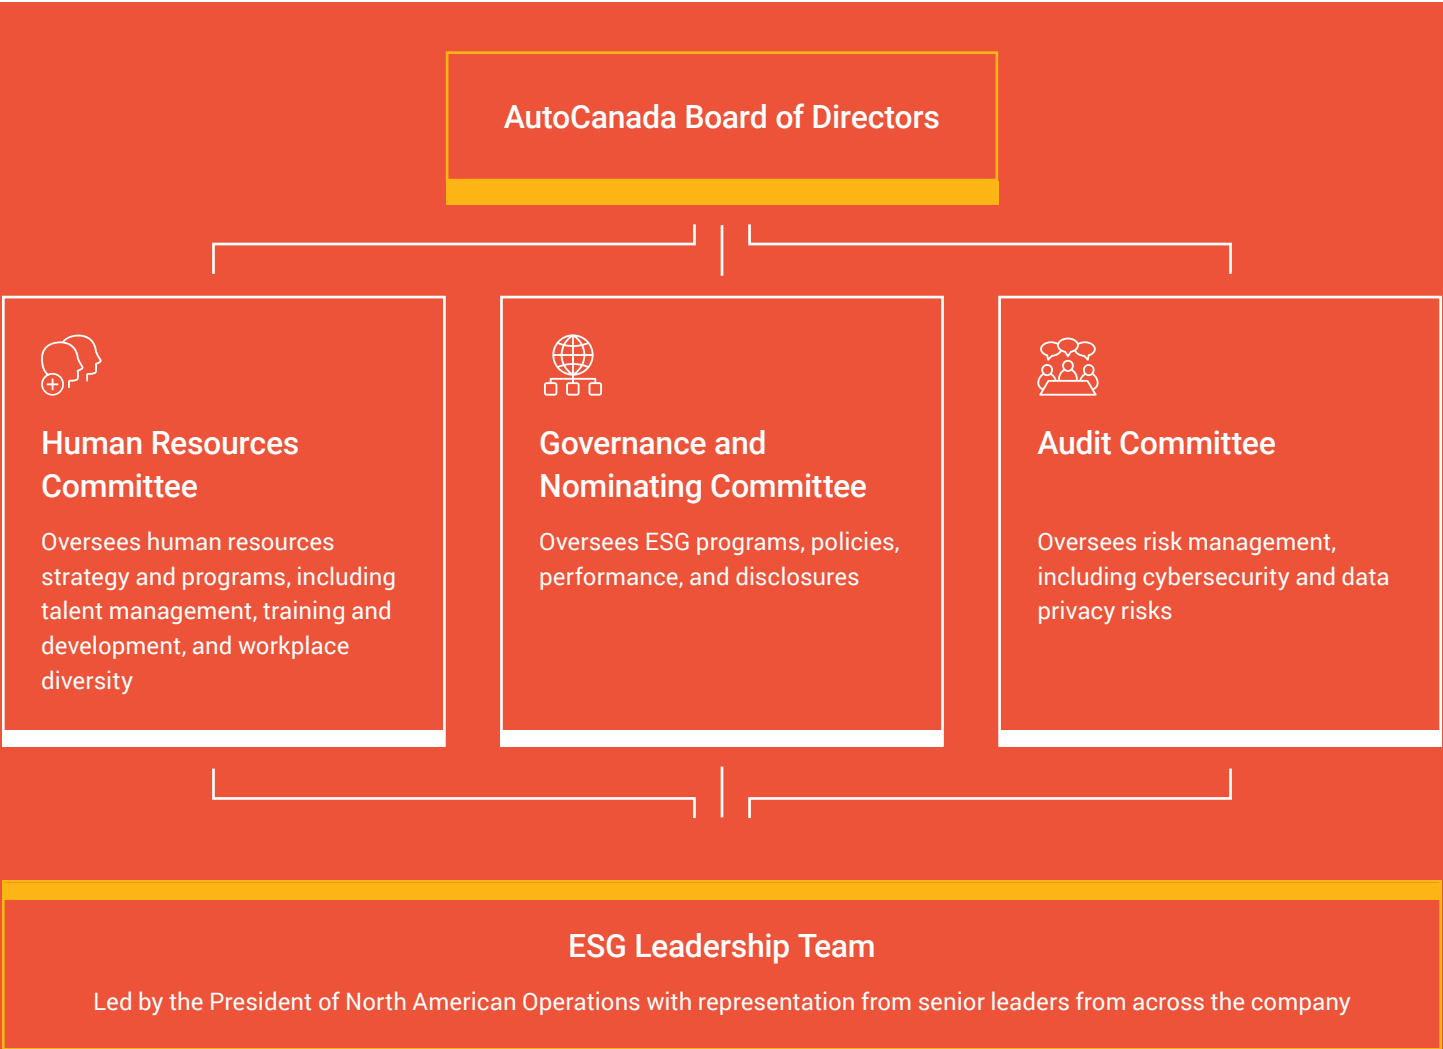 AutoCanada Board of Directors
Human Resources
Committee
Oversees human resources
strategy and programs, including
talent management, training and
development, and workplace
diversity
Governance and
Nominating Committee
Oversees ESG programs, policies,
performance, and disclosures
Audit Committee
Oversees risk management,
including cybersecurity and data
privacy risks
ESG Leadership Team
Led by the President of North American Operations with representation from senior leaders from across the company